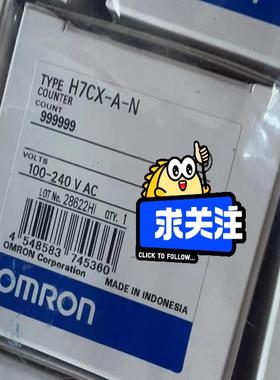 TYPE H7CX-A-N
COUNTER
COUNT
999999
VOLTS
100-240 V AC
LOT No. 28622HI QTY. 1
4 548583 745360
OMRON Corporation
MADE IN INDONESIA
OMRON
求关注
CLICK TO FOLLOW...